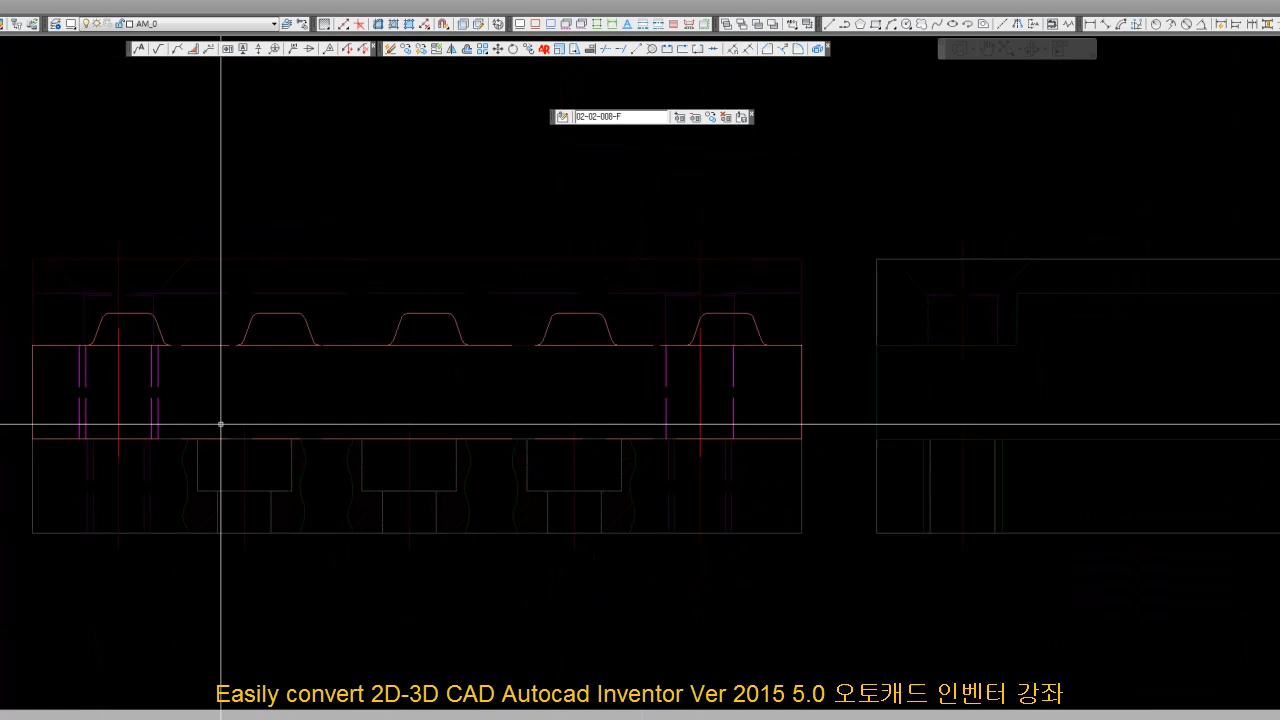 AM_0
02-02-008-F
Easily convert 2D-3D CAD Autocad Inventor Ver 2015 5.0 오토캐드 인벤터 강좌